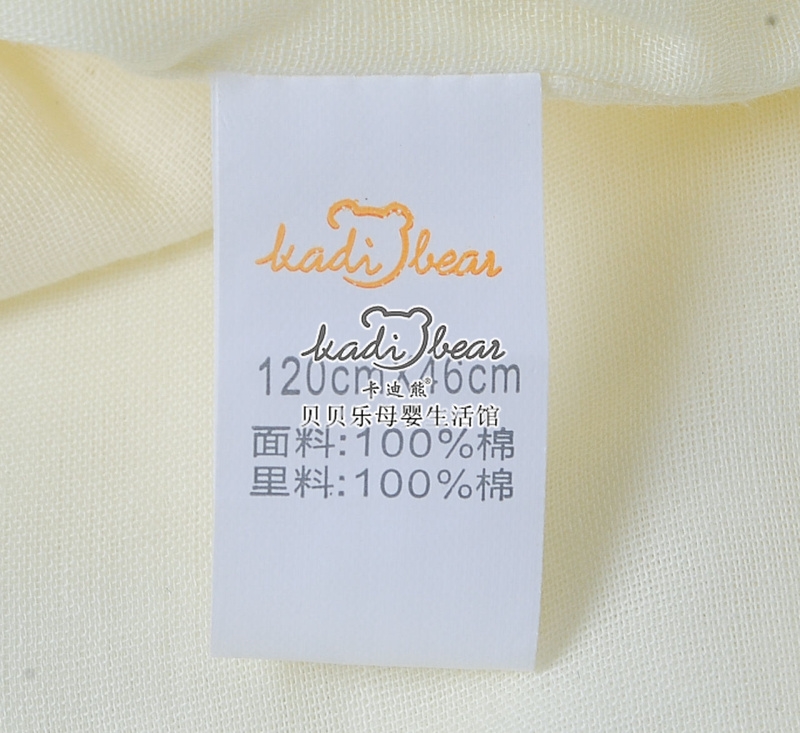 kadi bear
kadi bear
120cm×46cm
卡迪熊®
贝贝乐母婴生活馆
面料:100%棉
里料:100%棉